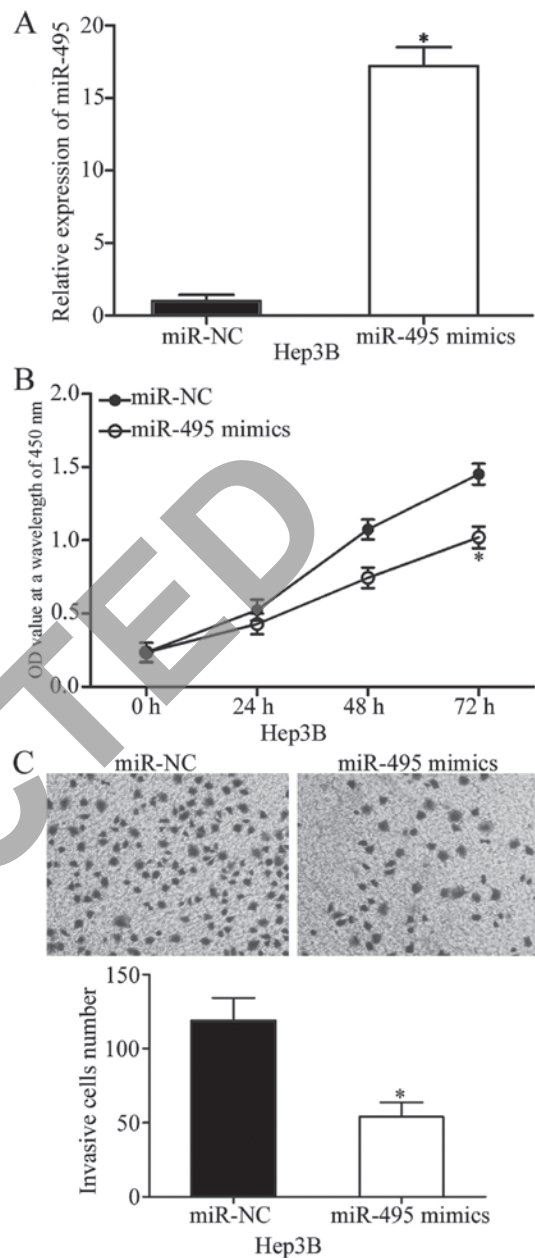 A
Relative expression of miR-495
20
15
10
5
0
*
miR-NC
miR-495 mimics
Hep3B
B
OD value at a wavelength of 450 nm
2.0
1.5
1.0
0.5
0.0
miR-NC
miR-495 mimics
*
0 h 24 h 48 h 72 h
Hep3B
CTED
C
miR-NC miR-495 mimics
Invasive cells number
150
100
50
0
*
miR-NC miR-495 mimics
Hep3B